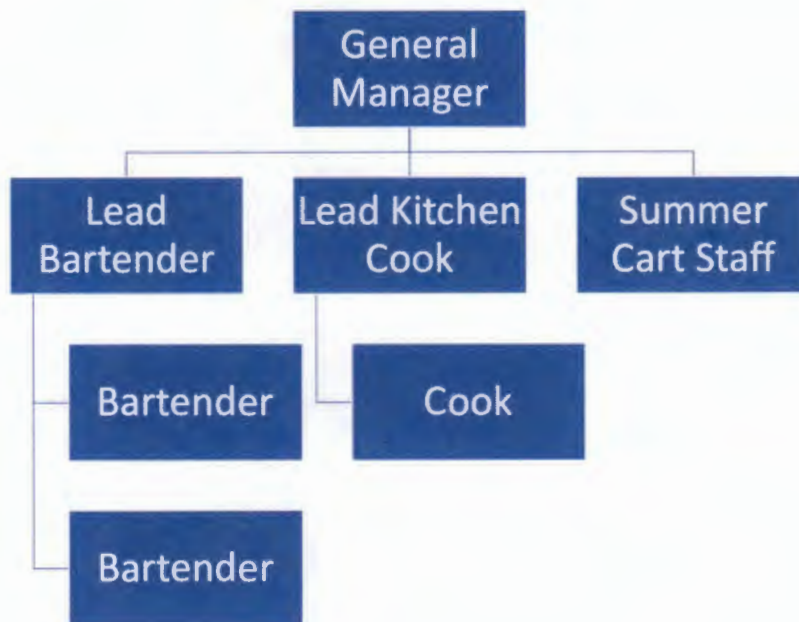 General
Manager
Lead
Bartender
Lead Kitchen
Cook
Summer
Cart Staff
Bartender
Cook
Bartender